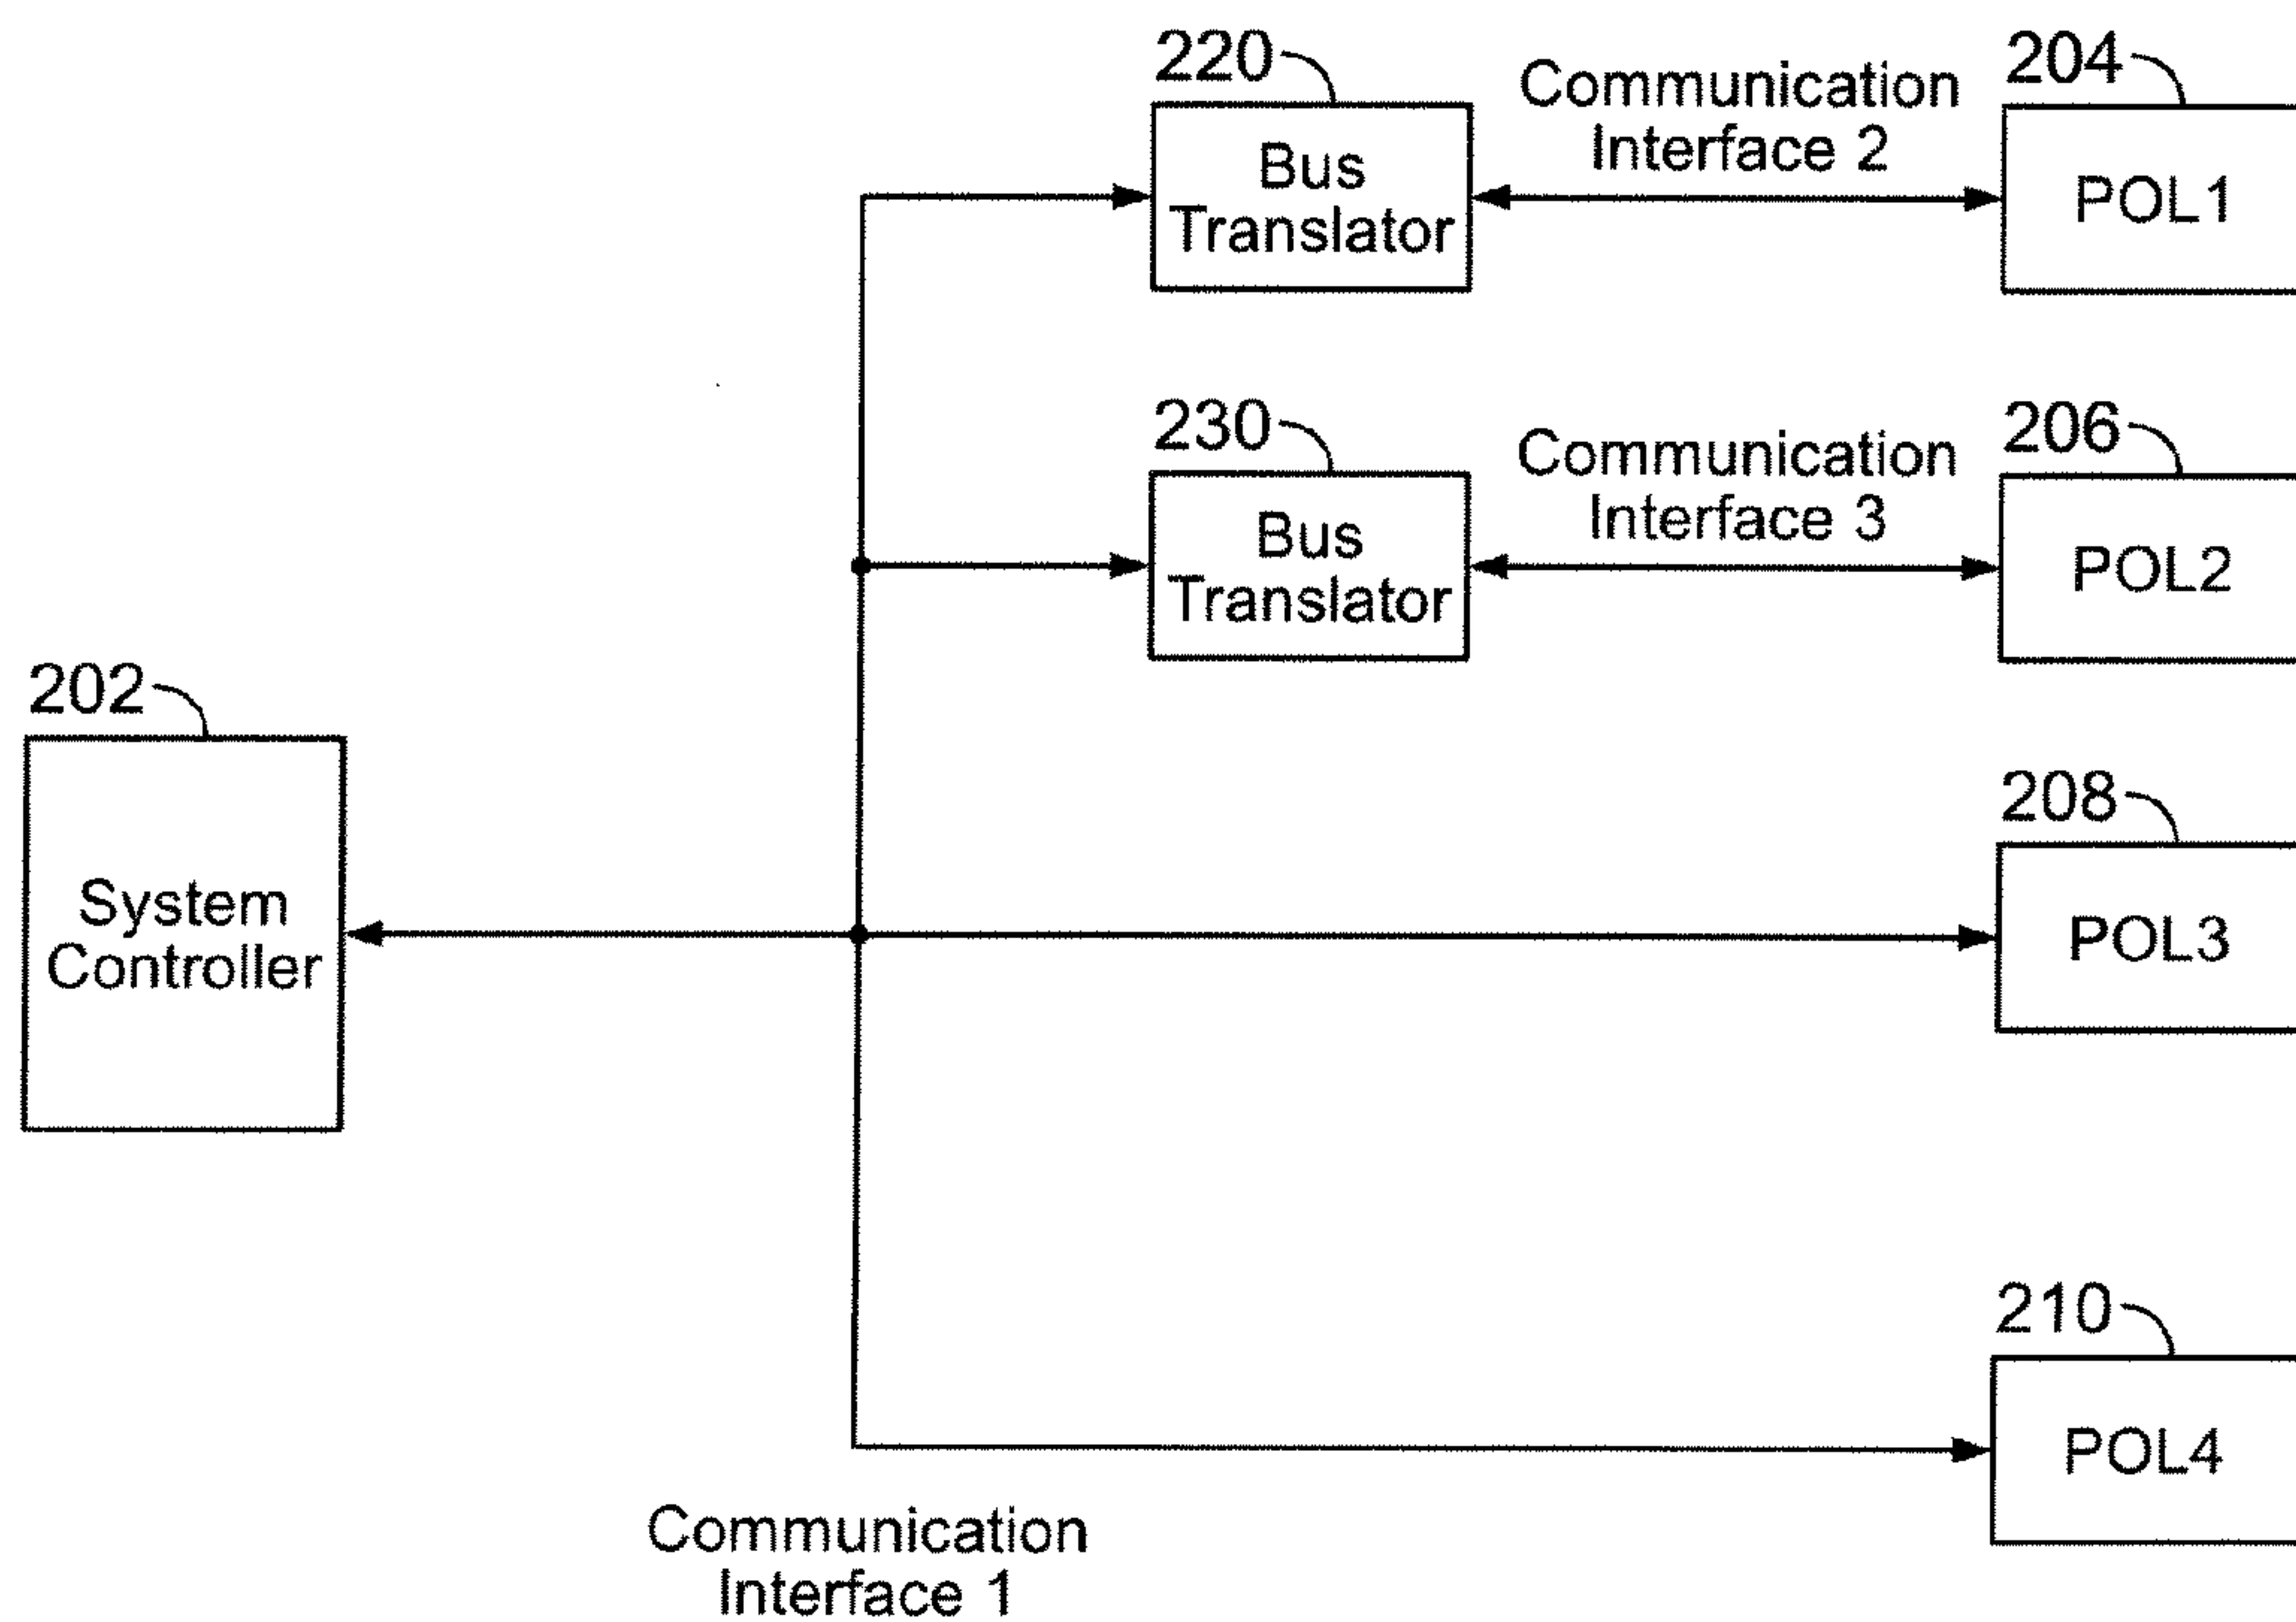 220
Communication
Interface 2
204
Bus
Translator
POL1
230
Communication
Interface 3
206
Bus
Translator
POL2
202
System
Controller
208
POL3
210
POL4
Communication
Interface 1